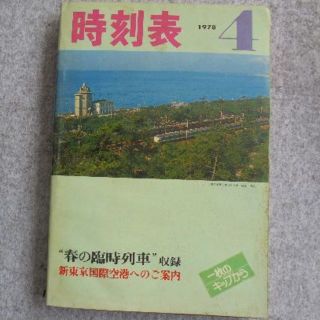 時刻表
1978
4
"春の臨時列車"収録
新東京国際空港へのご案内
一枚の
キップから